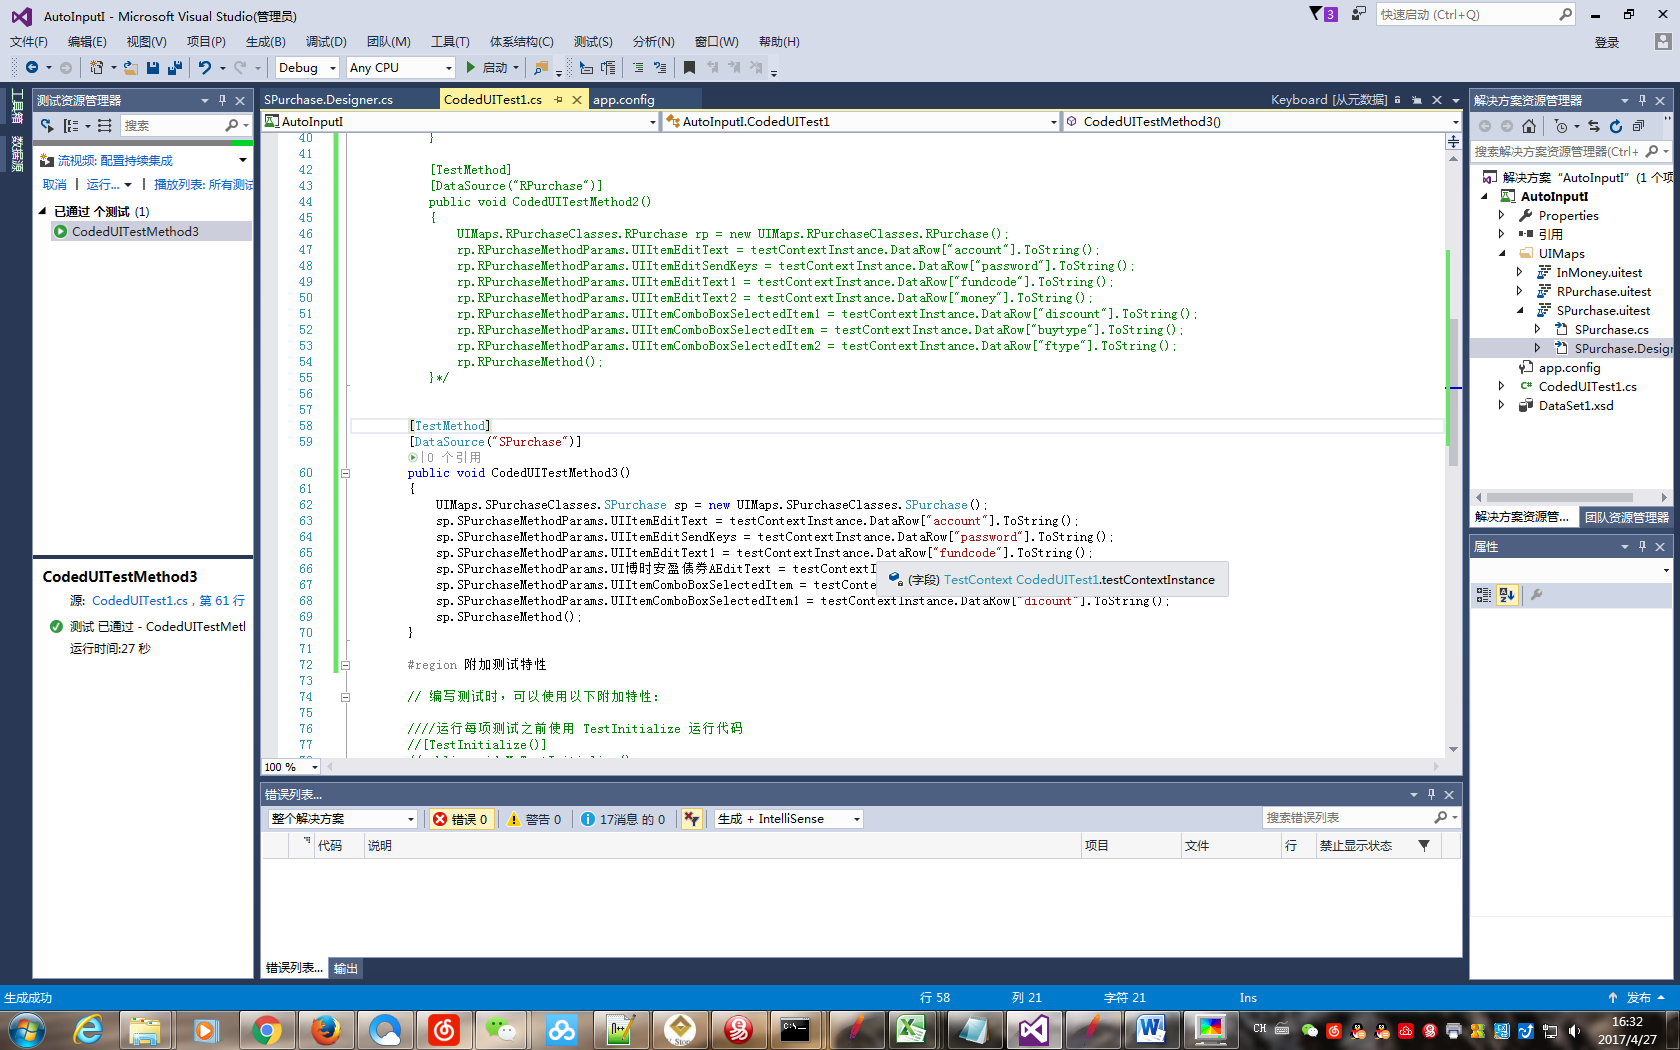 AutoInputI - Microsoft Visual Studio(管理员)
3
快速启动 (Ctrl+Q)
文件(F) 编辑(E) 视图(V) 项目(P) 生成(B) 调试(D) 团队(M) 工具(T) 体系结构(C) 测试(S) 分析(N) 窗口(W) 帮助(H)
登录
Debug Any CPU 启动
工具箱
数据源
测试资源管理器
搜索
流视频: 配置持续集成
取消 运行... 播放列表: 所有测试
已通过 个测试 (1)
CodedUITestMethod3
CodedUITestMethod3
源: CodedUITest1.cs，第 61 行
测试 已通过 - CodedUITestMetl
运行时间:27 秒
SPurchase.Designer.cs CodedUITest1.cs app.config
Keyboard [从元数据]
AutoInputI AutoInputI.CodedUITest1 CodedUITestMethod3()
40 }
41
42 [TestMethod]
43 [DataSource("RPurchase")]
44 public void CodedUITestMethod2()
45 {
46 UIMaps.RPurchaseClasses.RPurchase rp = new UIMaps.RPurchaseClasses.RPurchase();
47 rp.RPurchaseMethodParams.UIItemEditText = testContextInstance.DataRow["account"].ToString();
48 rp.RPurchaseMethodParams.UIItemEditSendKeys = testContextInstance.DataRow["password"].ToString();
49 rp.RPurchaseMethodParams.UIItemEditText1 = testContextInstance.DataRow["fundcode"].ToString();
50 rp.RPurchaseMethodParams.UIItemEditText2 = testContextInstance.DataRow["money"].ToString();
51 rp.RPurchaseMethodParams.UIItemComboBoxSelectedItem1 = testContextInstance.DataRow["discount"].ToString();
52 rp.RPurchaseMethodParams.UIItemComboBoxSelectedItem = testContextInstance.DataRow["buytype"].ToString();
53 rp.RPurchaseMethodParams.UIItemComboBoxSelectedItem2 = testContextInstance.DataRow["ftype"].ToString();
54 rp.RPurchaseMethod();
55 }*/
56
57
58 [TestMethod]
59 [DataSource("SPurchase")]
|0 个引用
60 public void CodedUITestMethod3()
61 {
62 UIMaps.SPurchaseClasses.SPurchase sp = new UIMaps.SPurchaseClasses.SPurchase();
63 sp.SPurchaseMethodParams.UIItemEditText = testContextInstance.DataRow["account"].ToString();
64 sp.SPurchaseMethodParams.UIItemEditSendKeys = testContextInstance.DataRow["password"].ToString();
65 sp.SPurchaseMethodParams.UIItemEditText1 = testContextInstance.DataRow["fundcode"].ToString();
66 sp.SPurchaseMethodParams.UI博时安盈债券AEditText = testContextI
67 sp.SPurchaseMethodParams.UIItemComboBoxSelectedItem = testConte
68 sp.SPurchaseMethodParams.UIItemComboBoxSelectedItem1 = testContextInstance.DataRow["dicount"].ToString();
(字段) TestContext CodedUITest1.testContextInstance
69 sp.SPurchaseMethod();
70 }
71
72 #region 附加测试特性
73
74 // 编写测试时，可以使用以下附加特性:
75
76 ////运行每项测试之前使用 TestInitialize 运行代码
77 //[TestInitialize()]
100 %
错误列表...
整个解决方案 错误 0 警告 0 17消息 的 0 生成 + IntelliSense
搜索错误列表
代码 说明 项目 文件 行 禁止显示状态
错误列表... 输出
解决方案资源管理器
搜索解决方案资源管理器(Ctrl+
解决方案 "AutoInputI" (1 个项
AutoInputI
Properties
引用
UIMaps
InMoney.uitest
RPurchase.uitest
SPurchase.uitest
SPurchase.cs
SPurchase.Desigr
app.config
CodedUITest1.cs
DataSet1.xsd
解决方案资源管... 团队资源管理器
属性
生成成功 行 58 列 21 字符 21 Ins 发布
CH
16:32
2017/4/27